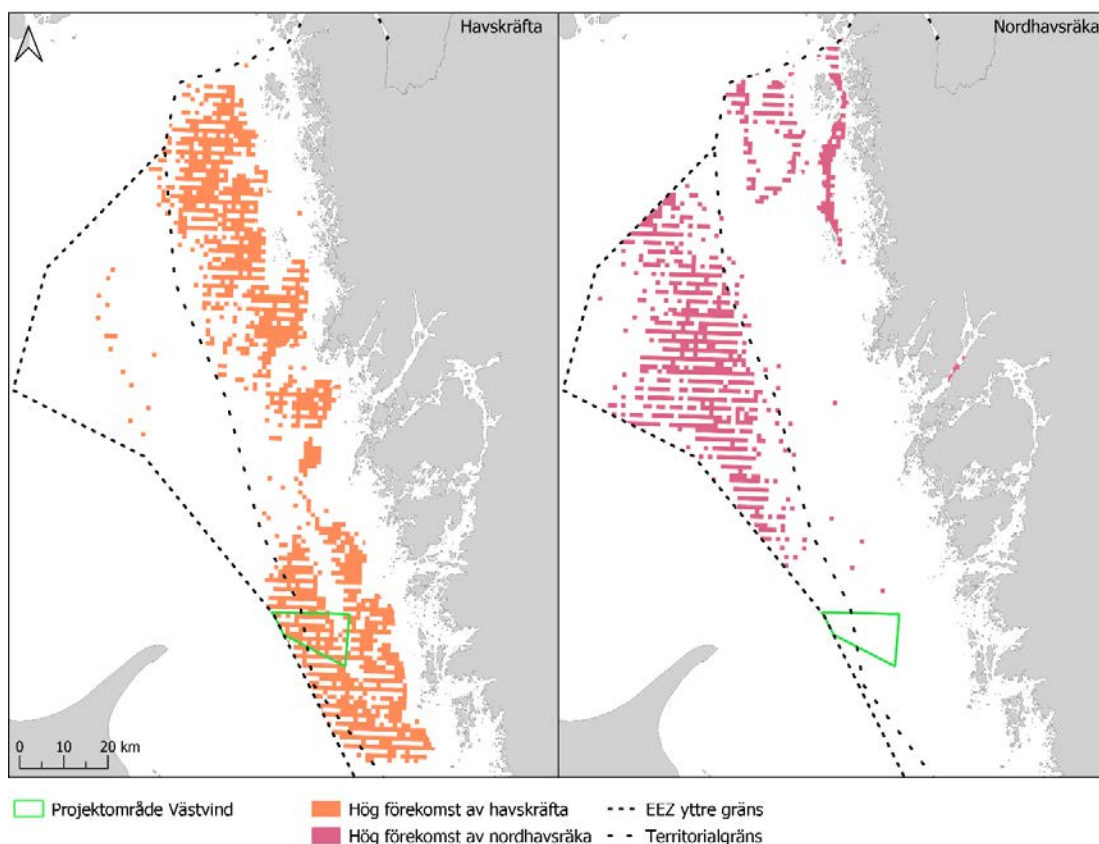 Havskräfta
Nordhavsräka
0 10 20 km
Projektområde Västvind
Hög förekomst av havskräfta
Hög förekomst av nordhavsräka
EEZ yttre gräns
Territorialgräns